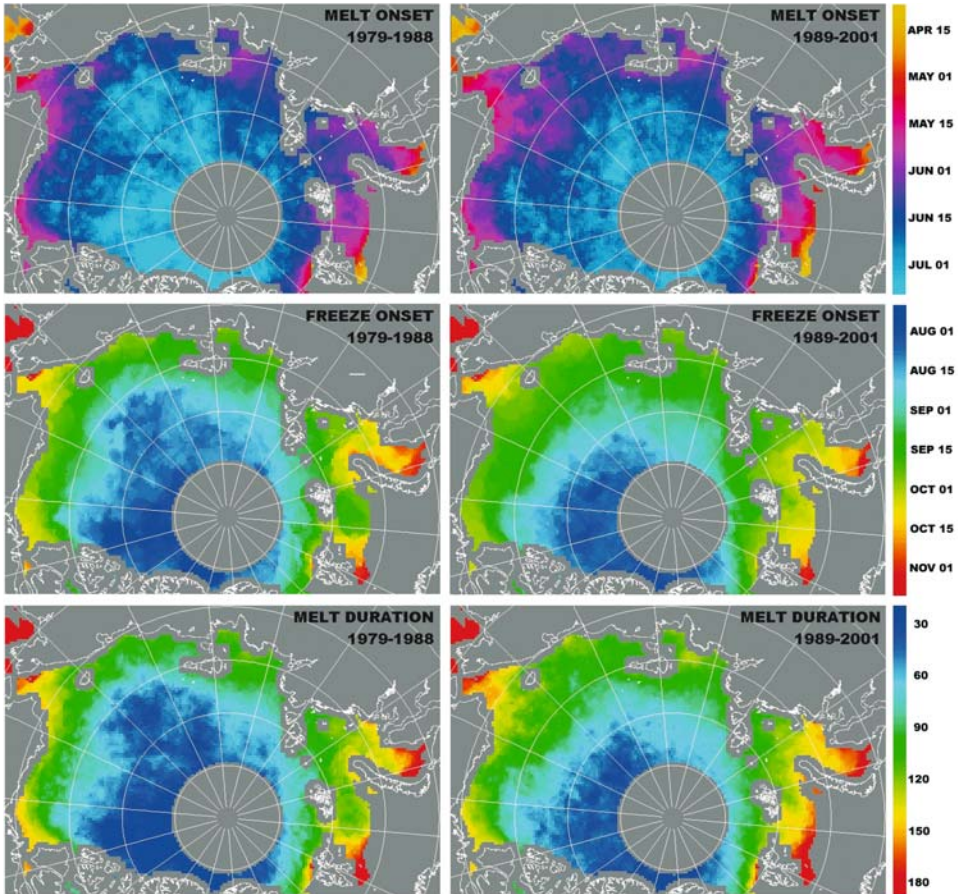 MELT ONSET
1979-1988
MELT ONSET
1989-2001
APR 15
MAY 01
MAY 15
JUN 01
JUN 15
JUL 01
FREEZE ONSET
1979-1988
FREEZE ONSET
1989-2001
AUG 01
AUG 15
SEP 01
SEP 15
OCT 01
OCT 15
NOV 01
MELT DURATION
1979-1988
MELT DURATION
1989-2001
30
60
90
120
150
180